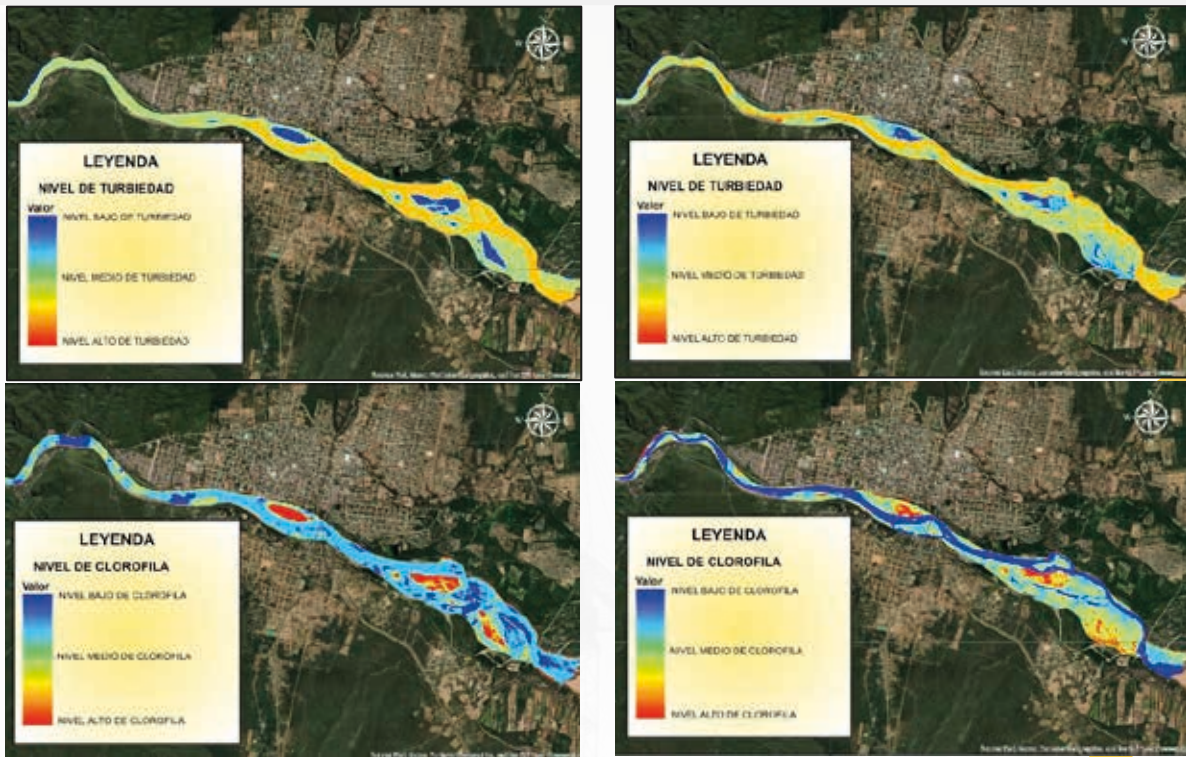 LEYENDA
NIVEL DE TURBIEDAD
Valor
NIVEL BAJO DE TURBIEDAD
NIVEL MEDIO DE TURBIEDAD
NIVEL ALTO DE TURBIEDAD
LEYENDA
NIVEL DE TURBIEDAD
Valor
NIVEL BAJO DE TURBIEDAD
NIVEL MEDIO DE TURBIEDAD
NIVEL ALTO DE TURBIEDAD
LEYENDA
NIVEL DE CLOROFILA
Valor
NIVEL BAJO DE CLOROFILA
NIVEL MEDIO DE CLOROFILA
NIVEL ALTO DE CLOROFILA
LEYENDA
NIVEL DE CLOROFILA
Valor
NIVEL BAJO DE CLOROFILA
NIVEL MEDIO DE CLOROFILA
NIVEL ALTO DE CLOROFILA